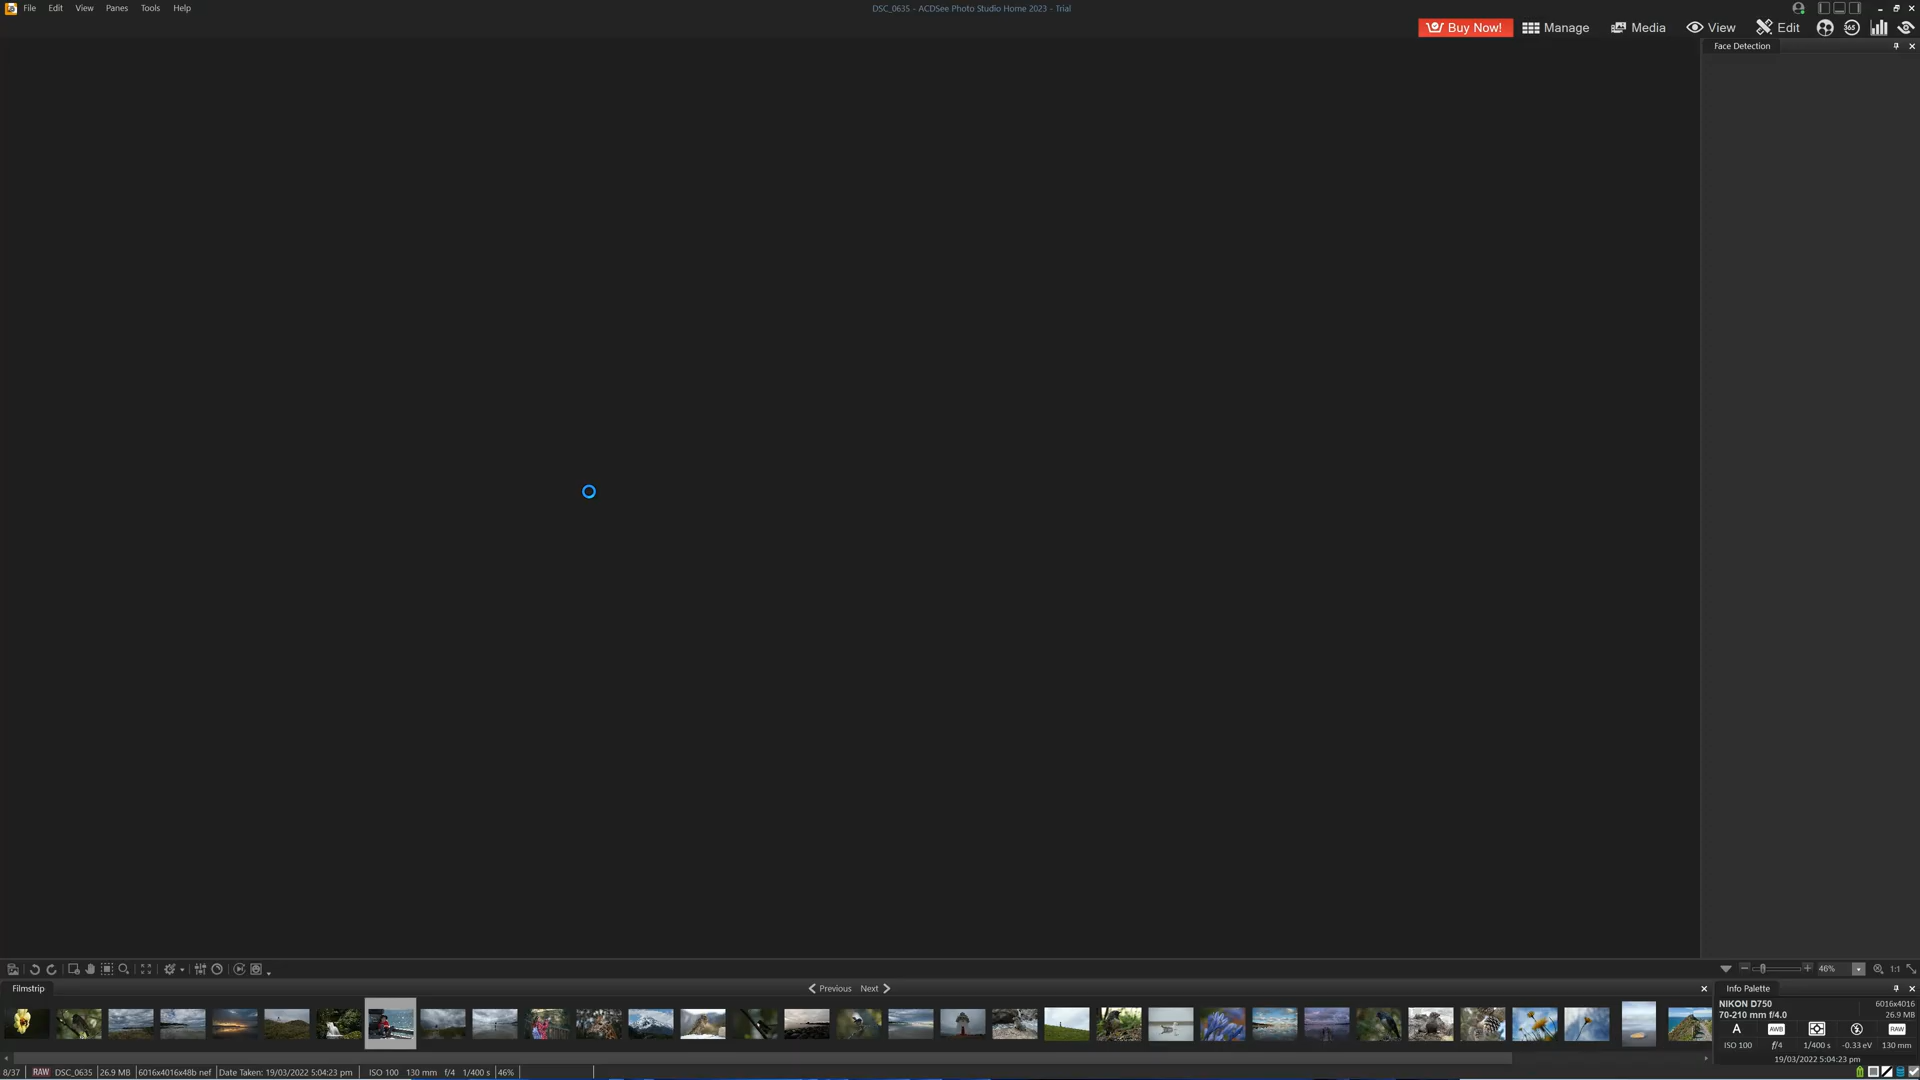 File Edit View Panes Tools Help
DSC_0635 - ACDSee Photo Studio Home 2023 - Trial
Buy Now! Manage Media View Edit 365
Face Detection
46% 1:1
Filmstrip
Previous Next
Info Palette
NIKON D750 6016x4016
70-210 mm f/4.0 26.9 MB
A AWB RAW
ISO 100 f/4 1/400 s -0.33 eV 130 mm
19/03/2022 5:04:23 pm
8/37 RAW DSC_0635 26.9 MB 6016x4016x48b nef Date Taken: 19/03/2022 5:04:23 pm ISO 100 130 mm f/4 1/400 s 46%